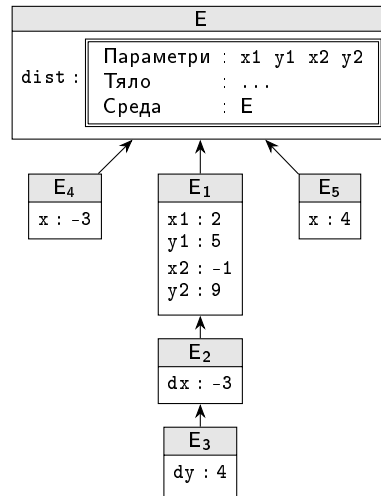 E
dist : Параметри : x1 y1 x2 y2
Тяло : ...
Среда : E
E₄ E₁ E₅
x : -3
x1 : 2
y1 : 5
x2 : -1
y2 : 9
x : 4
E₂
dx : -3
E₃
dy : 4